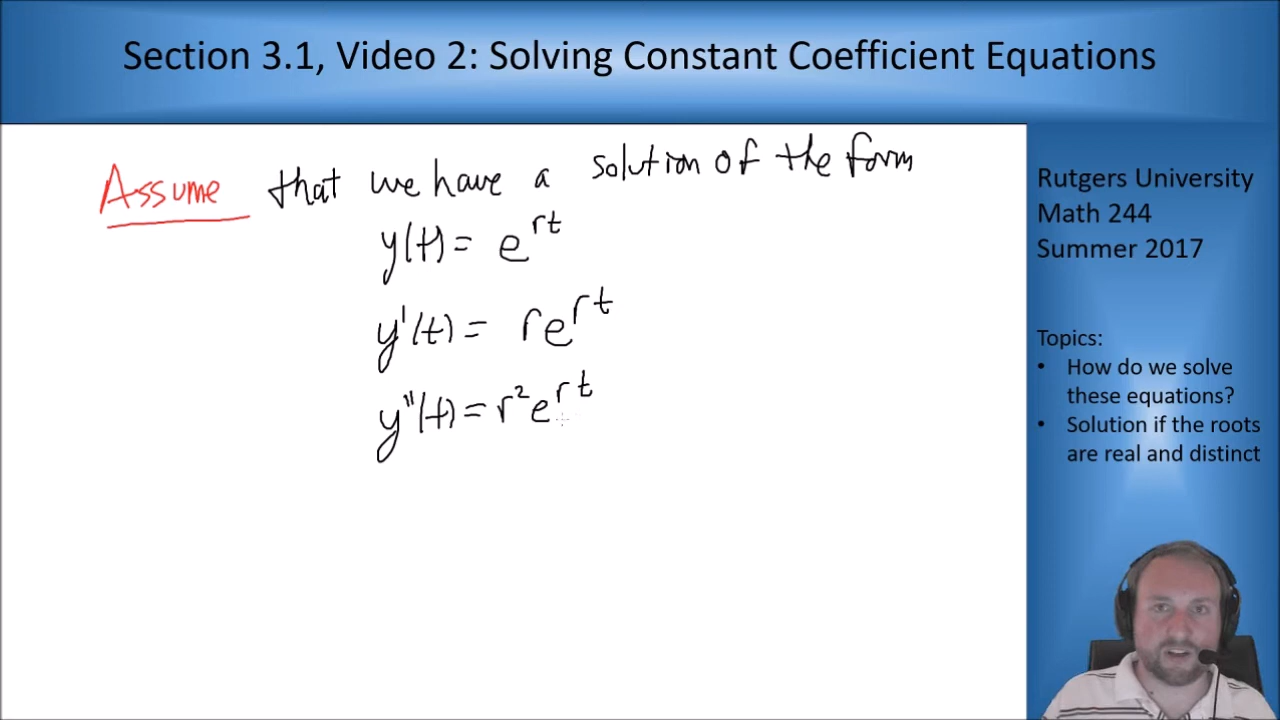 Section 3.1, Video 2: Solving Constant Coefficient Equations
Assume that we have a solution of the form
y(t) = e^{rt}
y'(t) = re^{rt}
y''(t) = r²e^{rt}
Rutgers University
Math 244
Summer 2017
Topics:
• How do we solve
these equations?
• Solution if the roots
are real and distinct